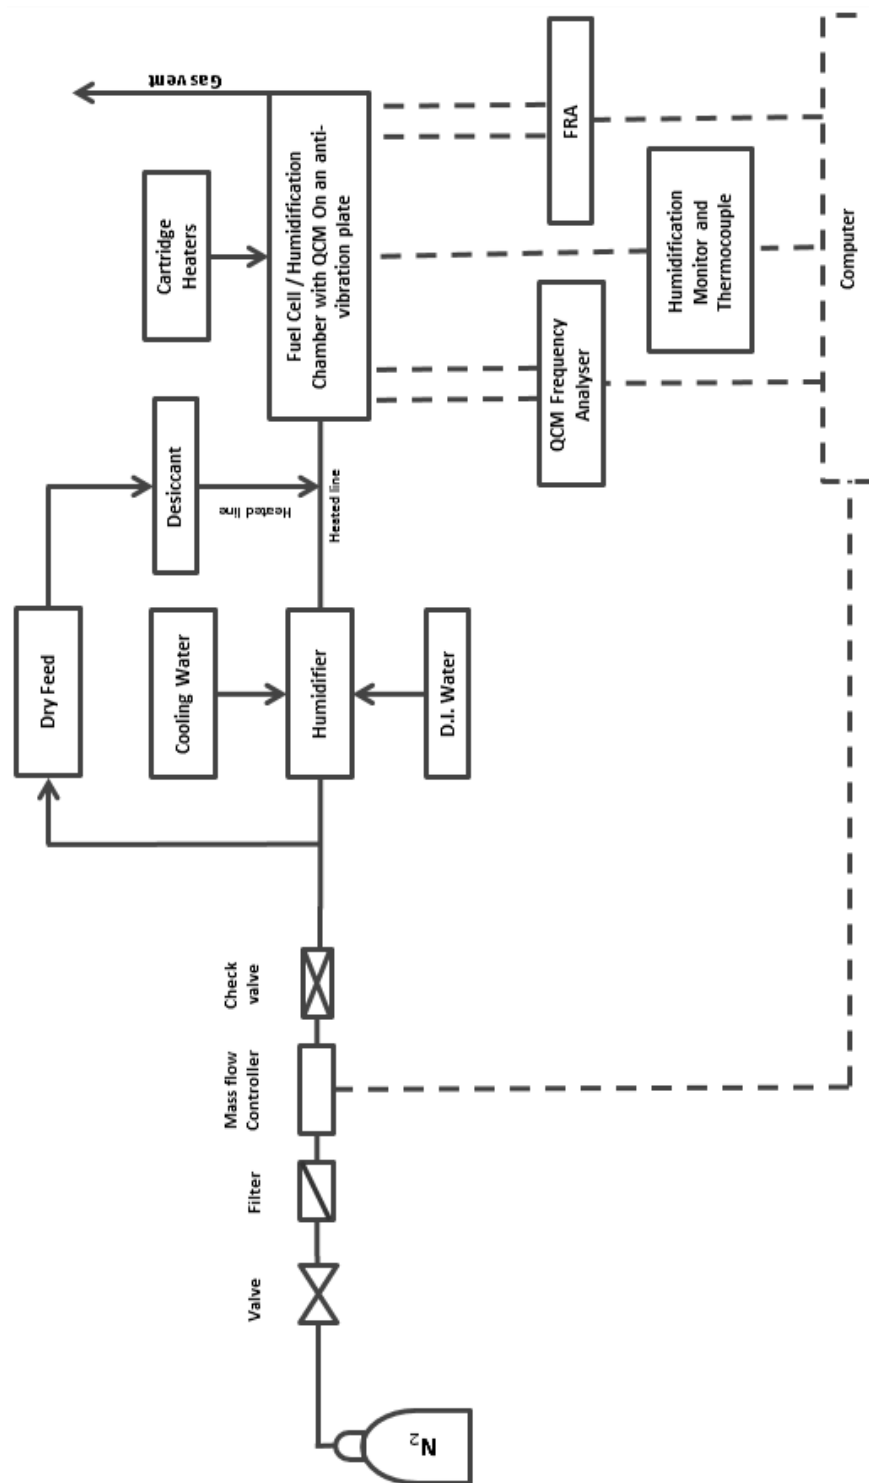 Gas vent
Cartridge
Heaters
Fuel Cell / Humidification
Chamber with QCM On an anti-
vibration plate
FRA
Humidification
Monitor and
Thermocouple
Computer
QCM Frequency
Analyser
Desiccant
Heated line
Heated line
Dry Feed
Cooling Water
Humidifier
D.I. Water
Check
valve
Mass flow
Controller
Filter
Valve
N2